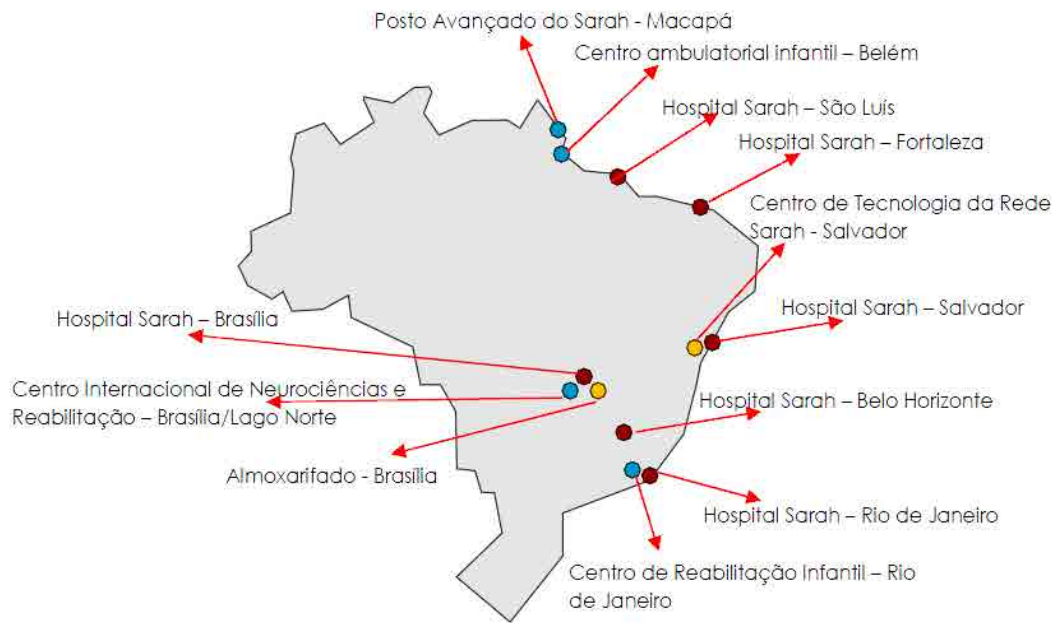 Posto Avançado do Sarah - Macapá
Centro ambulatorial infantil – Belém
Hospital Sarah – São Luís
Hospital Sarah – Fortaleza
Centro de Tecnologia da Rede
Sarah - Salvador
Hospital Sarah – Salvador
Hospital Sarah – Brasília
Centro Internacional de Neurociências e
Reabilitação – Brasília/Lago Norte
Hospital Sarah – Belo Horizonte
Almoxarifado - Brasília
Hospital Sarah – Rio de Janeiro
Centro de Reabilitação Infantil – Rio
de Janeiro